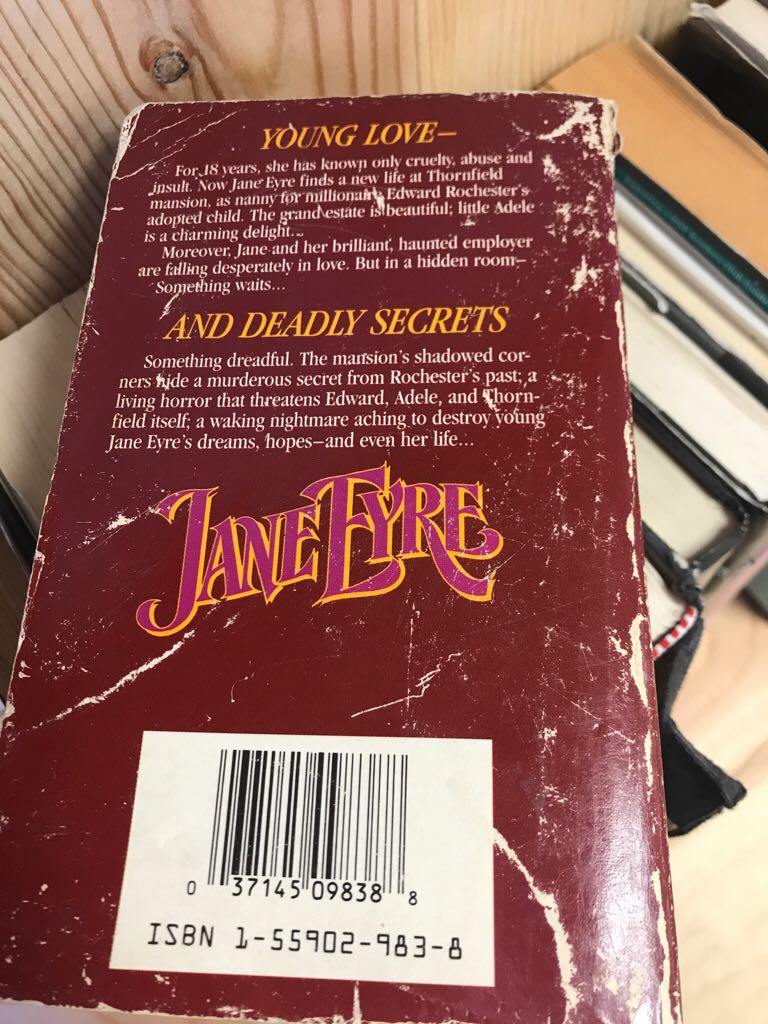 YOUNG LOVE—
For 18 years, she has known only cruelty, abuse and
insult. Now Jane Eyre finds a new life at Thornfield
mansion, as nanny for millionaire Edward Rochester's
adopted child. The grand estate is beautiful; little Adele
is a charming delight...
Moreover, Jane and her brilliant, haunted employer
are falling desperately in love. But in a hidden room—
Something waits...
AND DEADLY SECRETS
Something dreadful. The mansion's shadowed cor-
ners hide a murderous secret from Rochester's past; a
living horror that threatens Edward, Adele, and Thorn-
field itself; a waking nightmare aching to destroy young
Jane Eyre's dreams, hopes—and even her life...
JANE EYRE
0 37145 09838 8
ISBN 1-55902-983-8